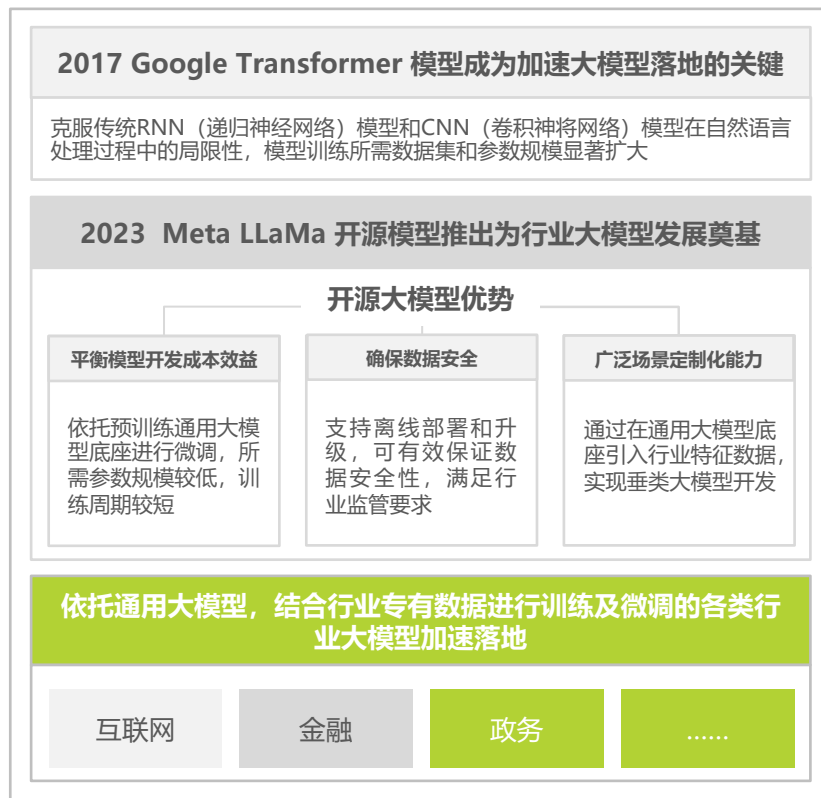 2017 Google Transformer 模型成为加速大模型落地的关键
克服传统RNN（递归神经网络）模型和CNN（卷积神将网络）模型在自然语言
处理过程中的局限性，模型训练所需数据集和参数规模显著扩大
2023 Meta LLaMa 开源模型推出为行业大模型发展奠基
开源大模型优势
平衡模型开发成本效益
依托预训练通用大模
型底座进行微调，所
需参数规模较低，训
练周期较短
确保数据安全
支持离线部署和升
级，可有效保证数
据安全性，满足行
业监管要求
广泛场景定制化能力
通过在通用大模型底
座引入行业特征数据，
实现垂类大模型开发
依托通用大模型，结合行业专有数据进行训练及微调的各类行
业大模型加速落地
互联网
金融
政务
......